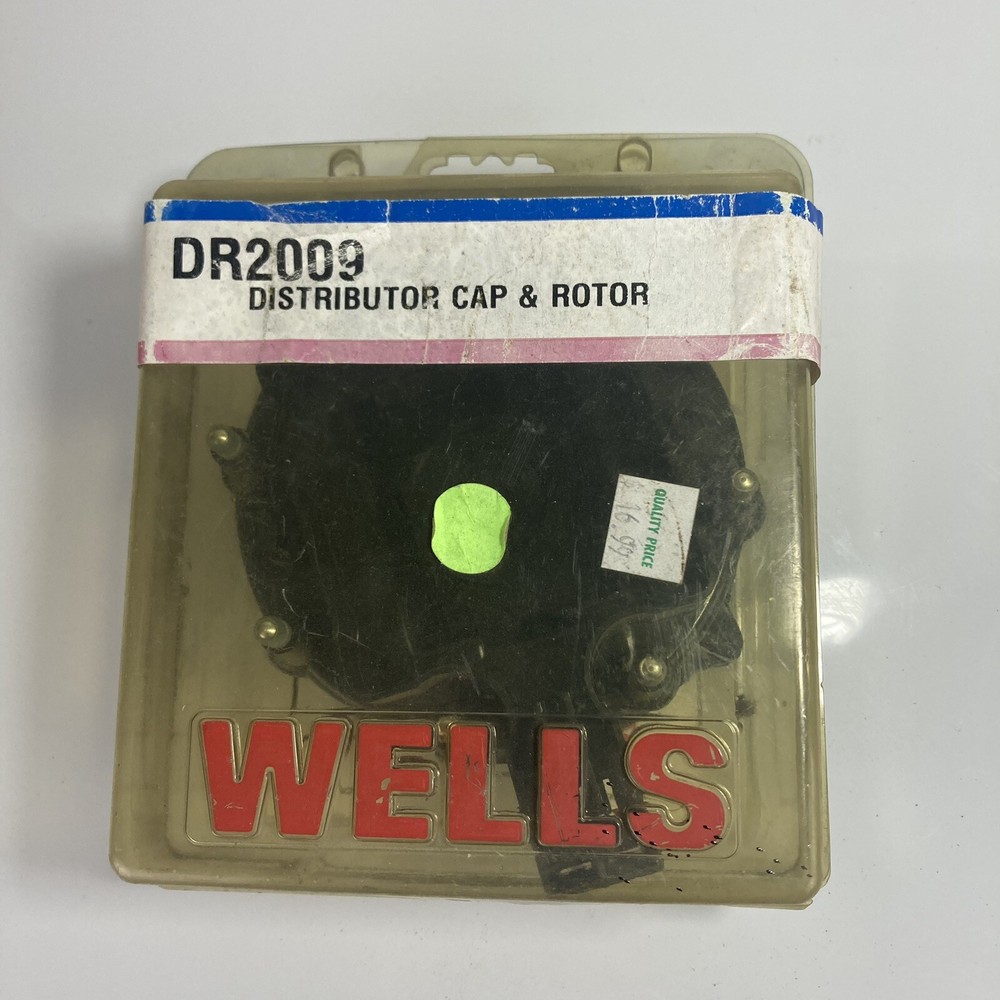 DR2009
DISTRIBUTOR CAP & ROTOR
QUALITY PRICE
16.99
WELLS